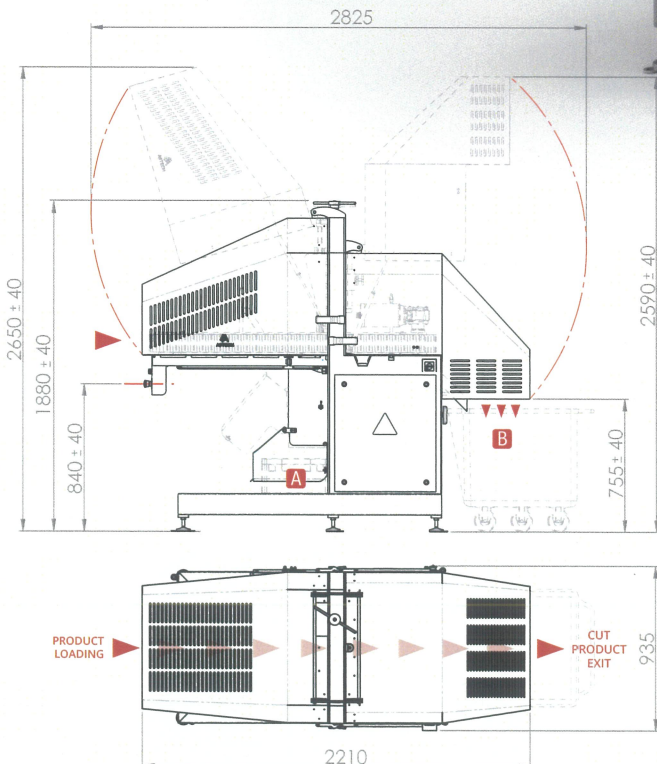 2825
2650 ± 40
1880 ± 40
840 ± 40
2590 ± 40
755 ± 40
A
B
PRODUCT
LOADING
CUT
PRODUCT
EXIT
935
2210